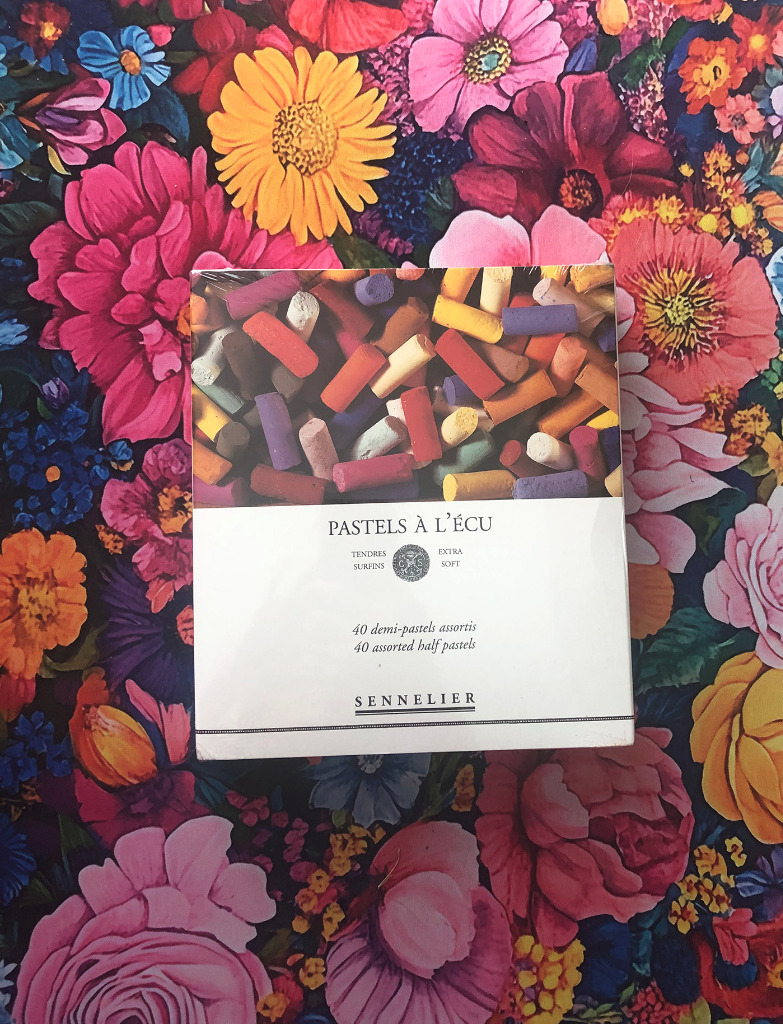 PASTELS À L'ÉCU
TENDRES EXTRA
SURFINS SOFT
40 demi-pastels assortis
40 assorted half pastels
SENNELIER